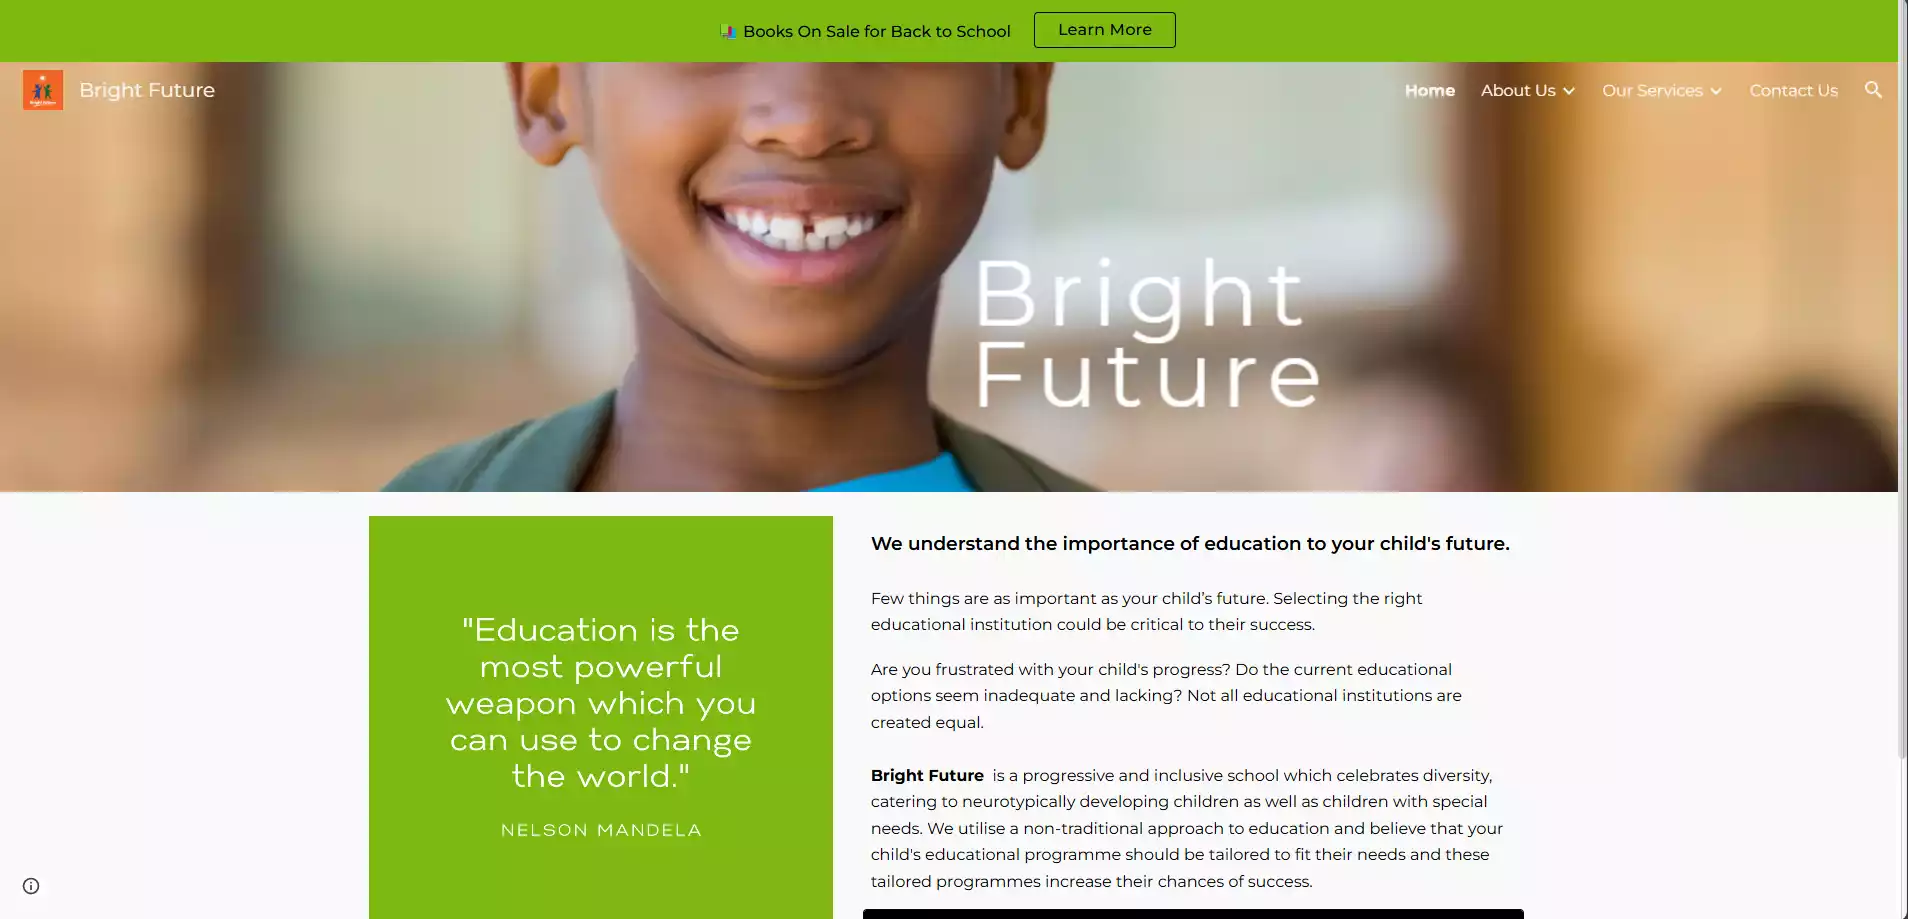 Books On Sale for Back to School
Learn More
Bright Future
Home
About Us
Our Services
Contact Us
Bright
Future
"Education is the
most powerful
weapon which you
can use to change
the world."
NELSON MANDELA
We understand the importance of education to your child's future.
Few things are as important as your child’s future. Selecting the right
educational institution could be critical to their success.
Are you frustrated with your child's progress? Do the current educational
options seem inadequate and lacking? Not all educational institutions are
created equal.
Bright Future is a progressive and inclusive school which celebrates diversity,
catering to neurotypically developing children as well as children with special
needs. We utilise a non-traditional approach to education and believe that your
child's educational programme should be tailored to fit their needs and these
tailored programmes increase their chances of success.